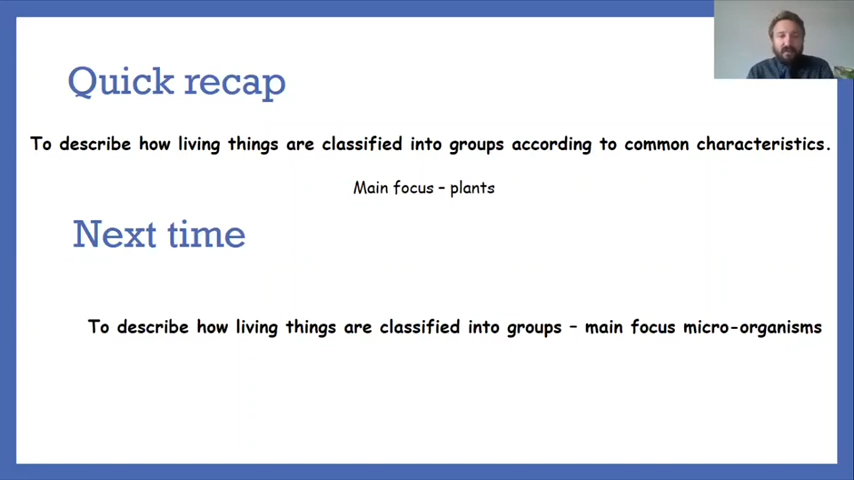 Quick recap
To describe how living things are classified into groups according to common characteristics.
Main focus – plants
Next time
To describe how living things are classified into groups – main focus micro-organisms